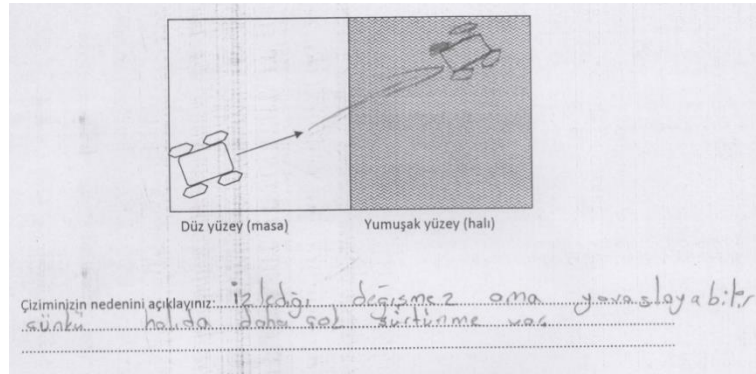 Düz yüzey (masa) Yumuşak yüzey (halı)
Çiziminizin nedenini açıklayınız: izlediği değişmez ama yavaşlayabilir
çünkü halıda daha çok sürtünme var